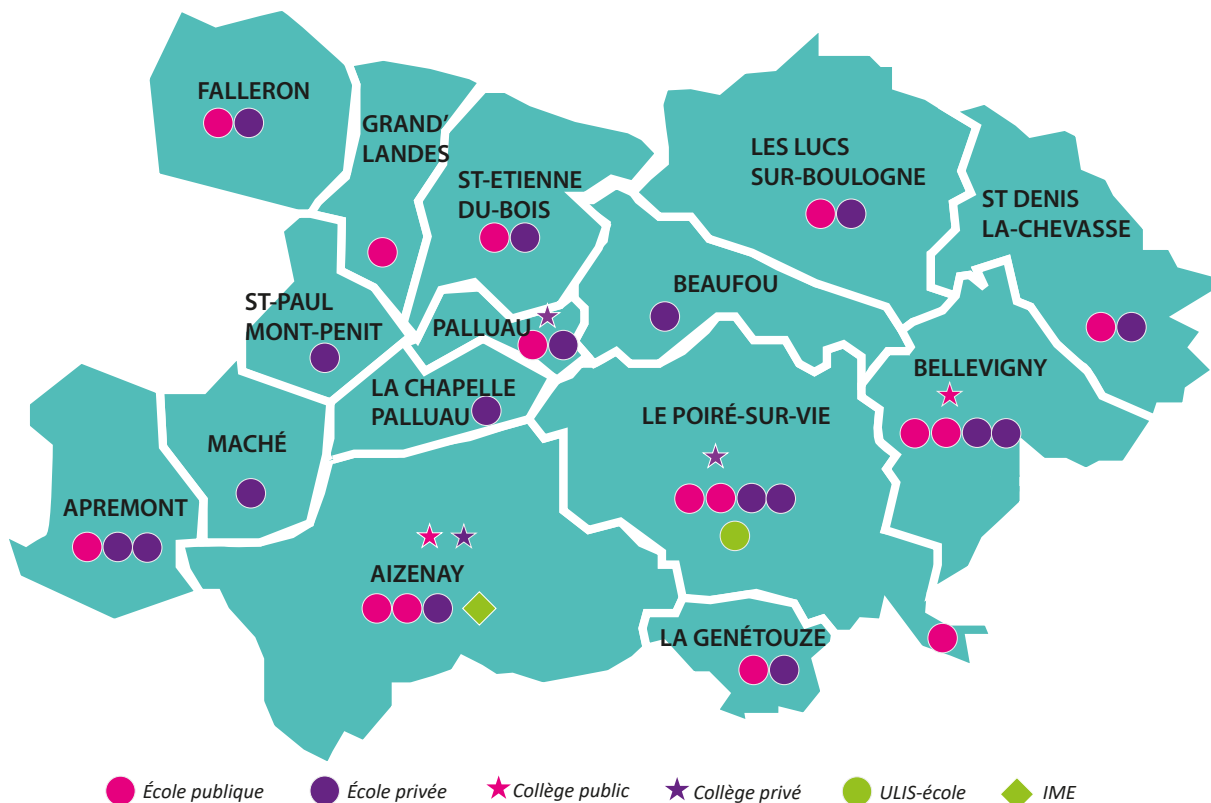 FALLERON
GRAND'
LANDES
ST-ETIENNE
DU-BOIS
LES LUCS
SUR-BOULOGNE
ST DENIS
LA-CHEVASSE
ST-PAUL
MONT-PENIT
PALLUAU
BEAUFOU
BELLEVIGNY
LA CHAPELLE
PALLUAU
LE POIRÉ-SUR-VIE
MACHÉ
APREMONT
AIZENAY
LA GENÉTOUZE
École publique
École privée
Collège public
Collège privé
ULIS-école
IME